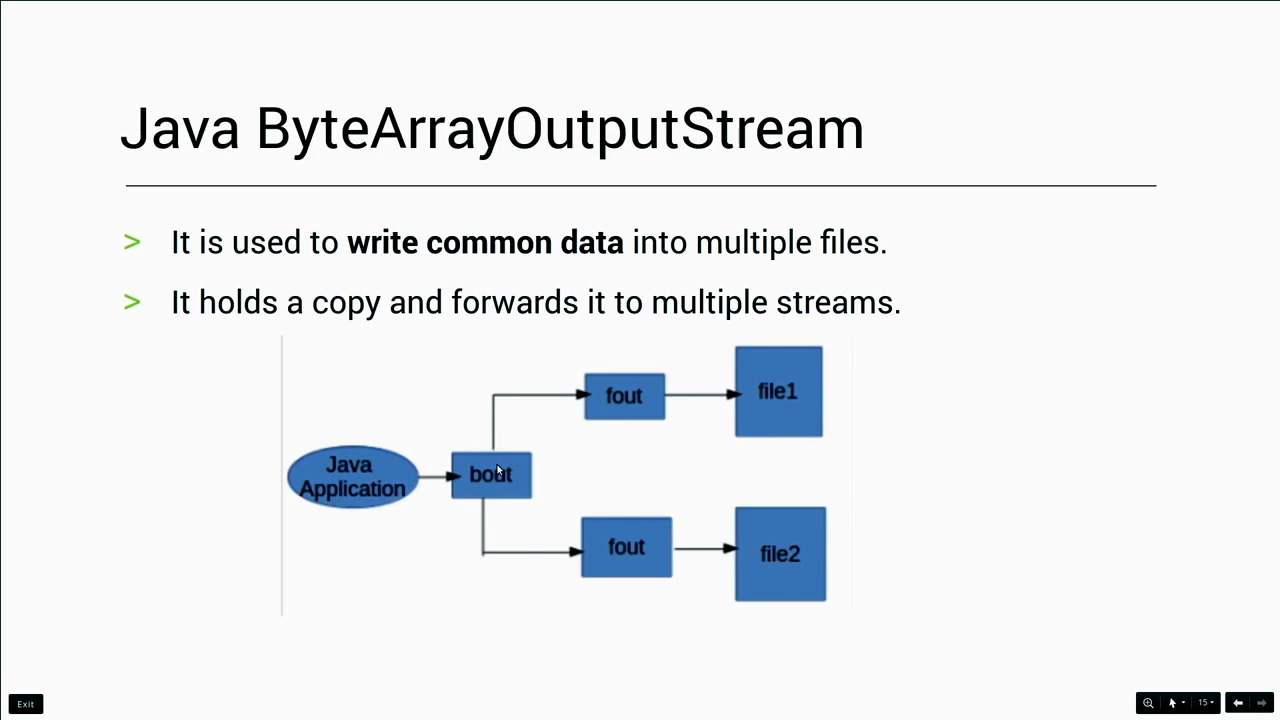 Java ByteArrayOutputStream
> It is used to write common data into multiple files.
> It holds a copy and forwards it to multiple streams.
fout
file1
Java
Application
bout
fout
file2
Exit
15